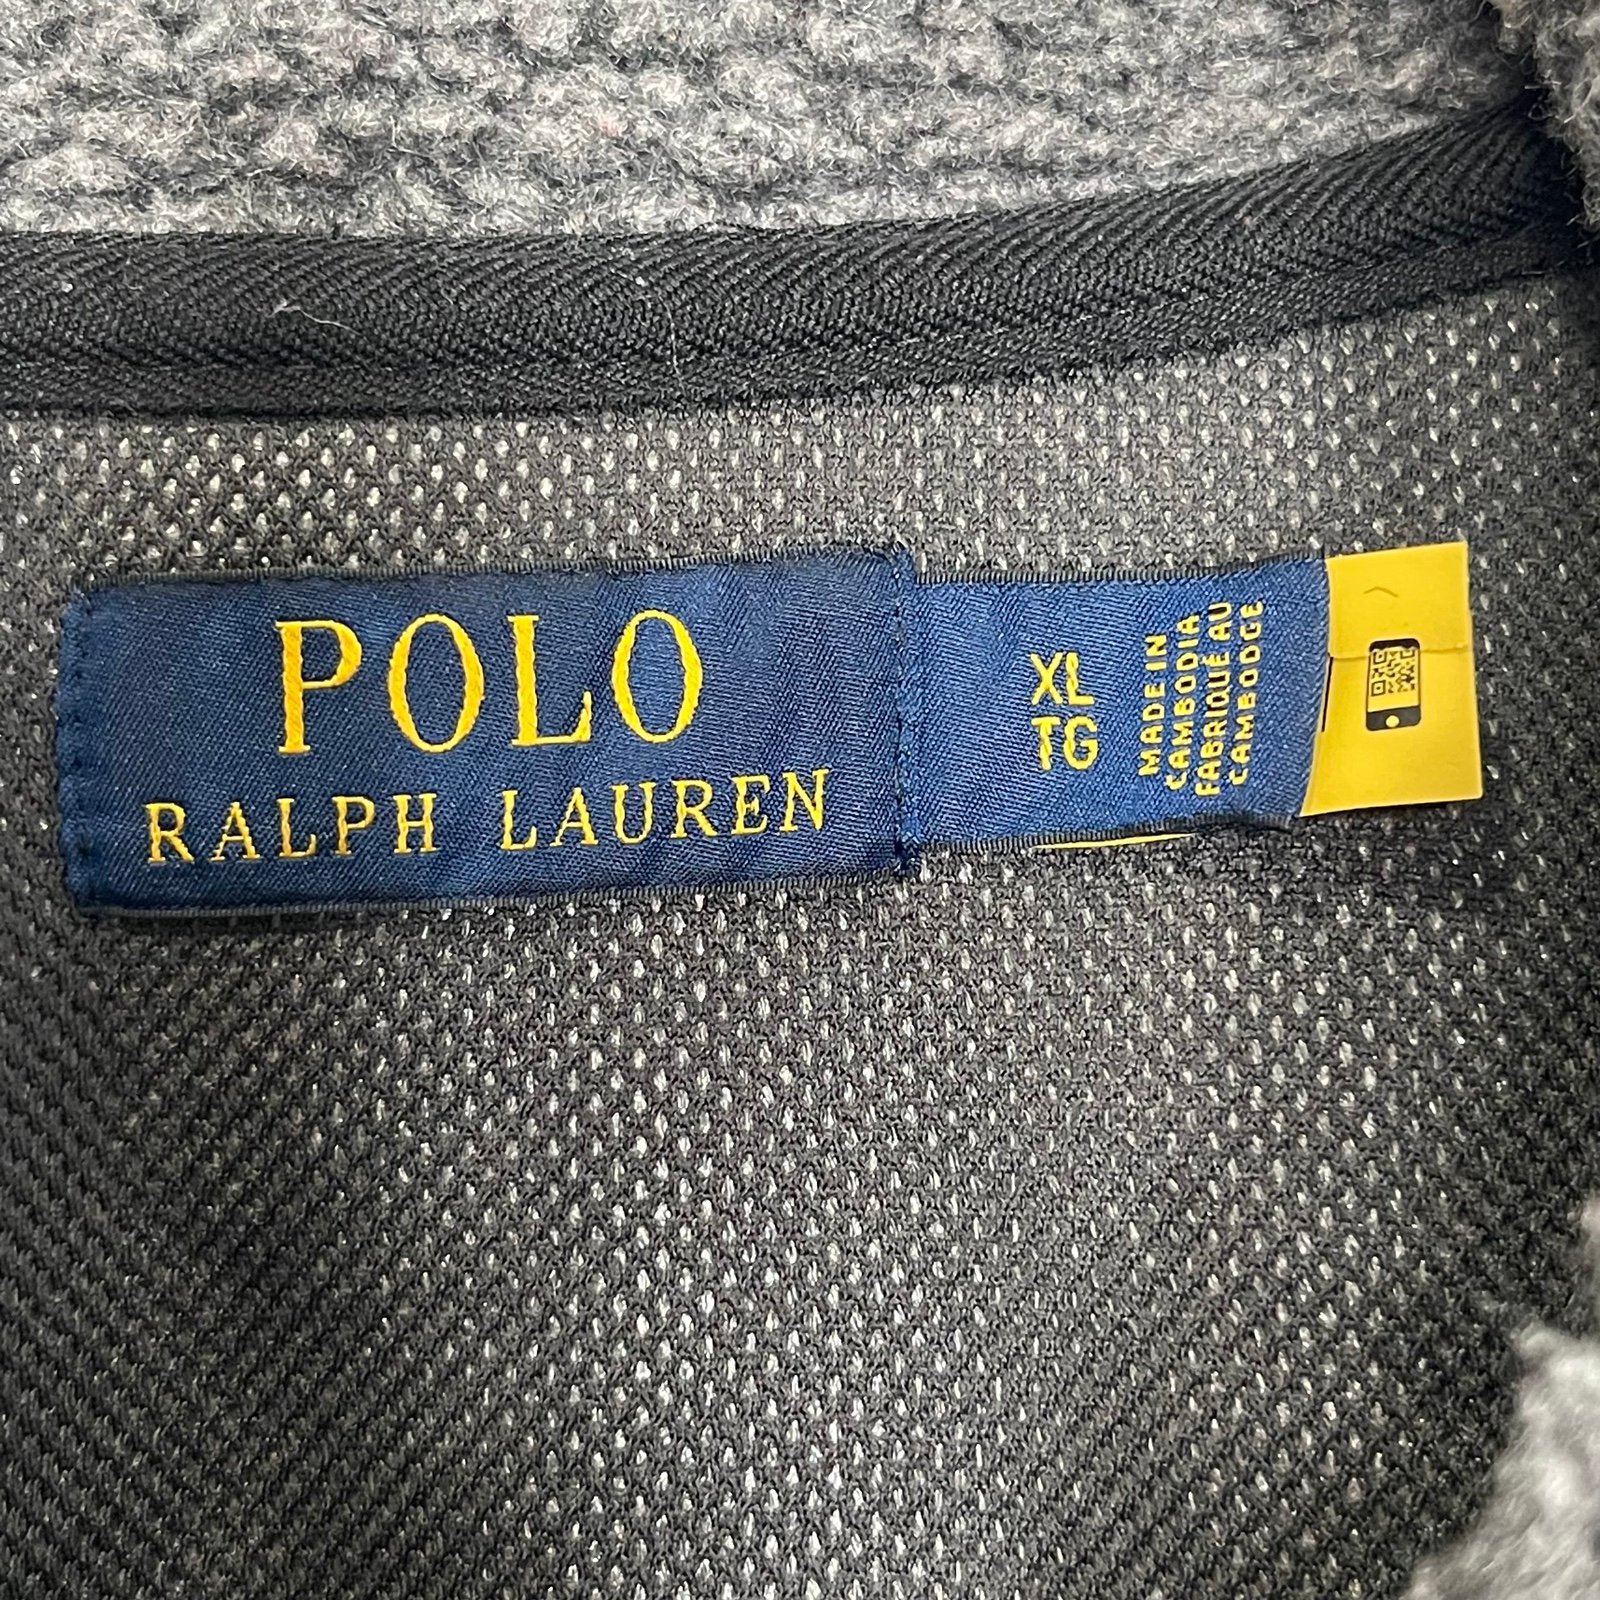 POLO
RALPH LAUREN
XL
TG
MADE IN
CAMBODIA
FABRIQUÉ AU
CAMBODGE